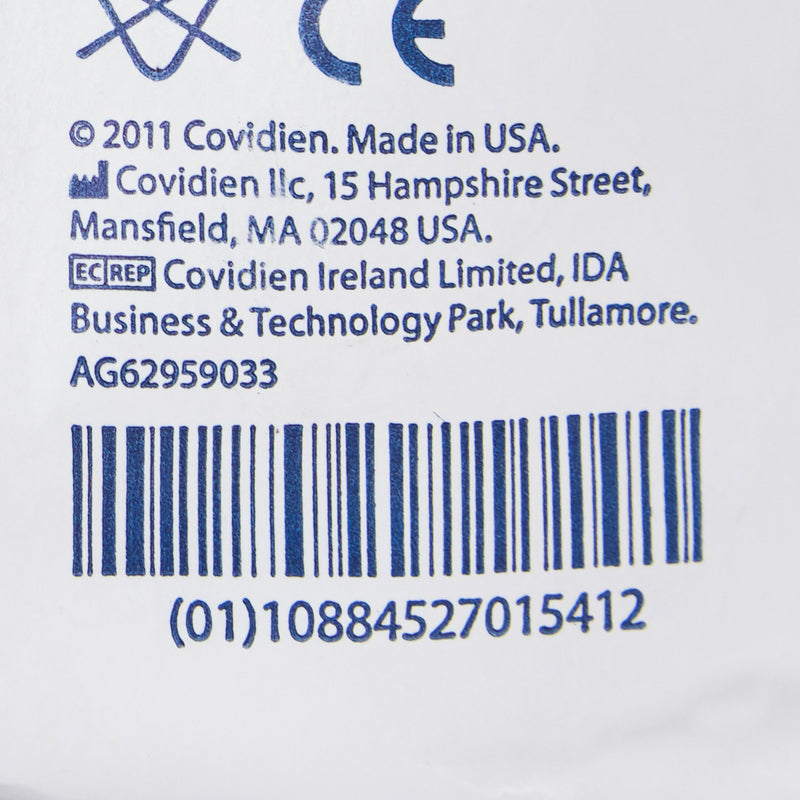 CE
© 2011 Covidien. Made in USA.
Covidien llc, 15 Hampshire Street,
Mansfield, MA 02048 USA.
EC REP Covidien Ireland Limited, IDA
Business & Technology Park, Tullamore.
AG62959033
(01)10884527015412